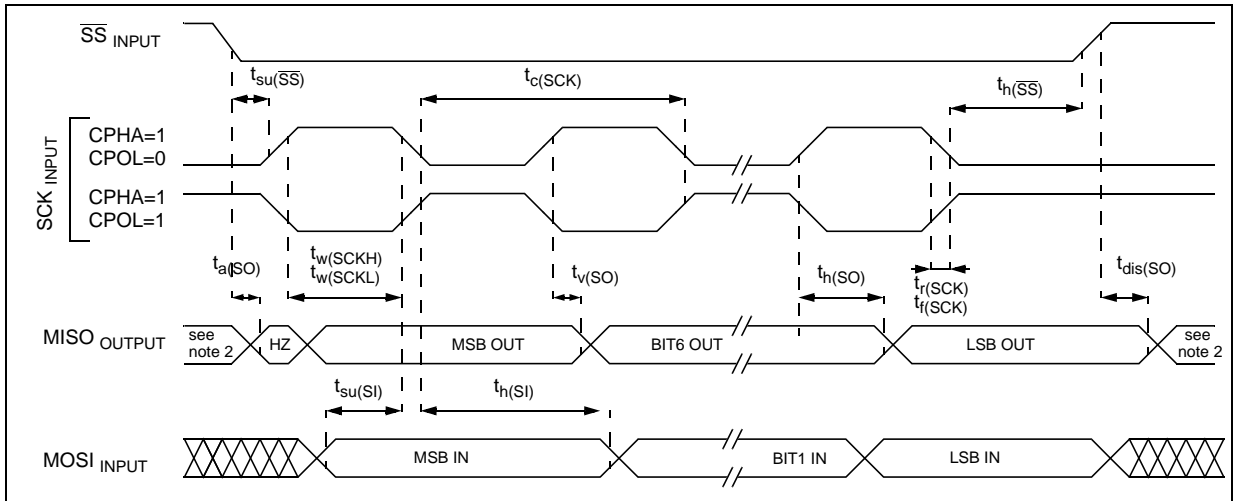 SS INPUT
tsu(SS)
tc(SCK)
th(SS)
SCK INPUT
CPHA=1
CPOL=0
CPHA=1
CPOL=1
ta(SO)
tw(SCKH)
tw(SCKL)
tv(SO)
th(SO)
tr(SCK)
tf(SCK)
tdis(SO)
MISO OUTPUT
see
note 2
HZ
MSB OUT
BIT6 OUT
LSB OUT
see
note 2
tsu(SI)
th(SI)
MOSI INPUT
MSB IN
BIT1 IN
LSB IN